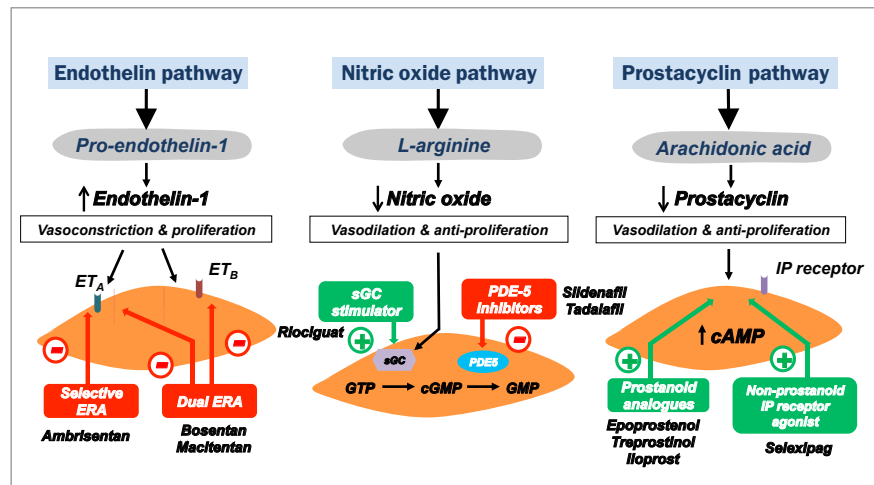 Endothelin pathway
Pro-endothelin-1
↑ Endothelin-1
Vasoconstriction & proliferation
ETA
ETB
Selective
ERA
Ambrisentan
Dual ERA
Bosentan
Macitentan
Nitric oxide pathway
L-arginine
↓ Nitric oxide
Vasodilation & anti-proliferation
sGC
stimulator
Riociguat
PDE-5
Inhibitors
Sildenafil
Tadalafil
sGC
PDE5
GTP → cGMP → GMP
Prostacyclin pathway
Arachidonic acid
↓ Prostacyclin
Vasodilation & anti-proliferation
IP receptor
↑ cAMP
Prostanoid
analogues
Epoprostenol
Treprostinol
Iloprost
Non-prostanoid
IP receptor
agonist
Selexipag